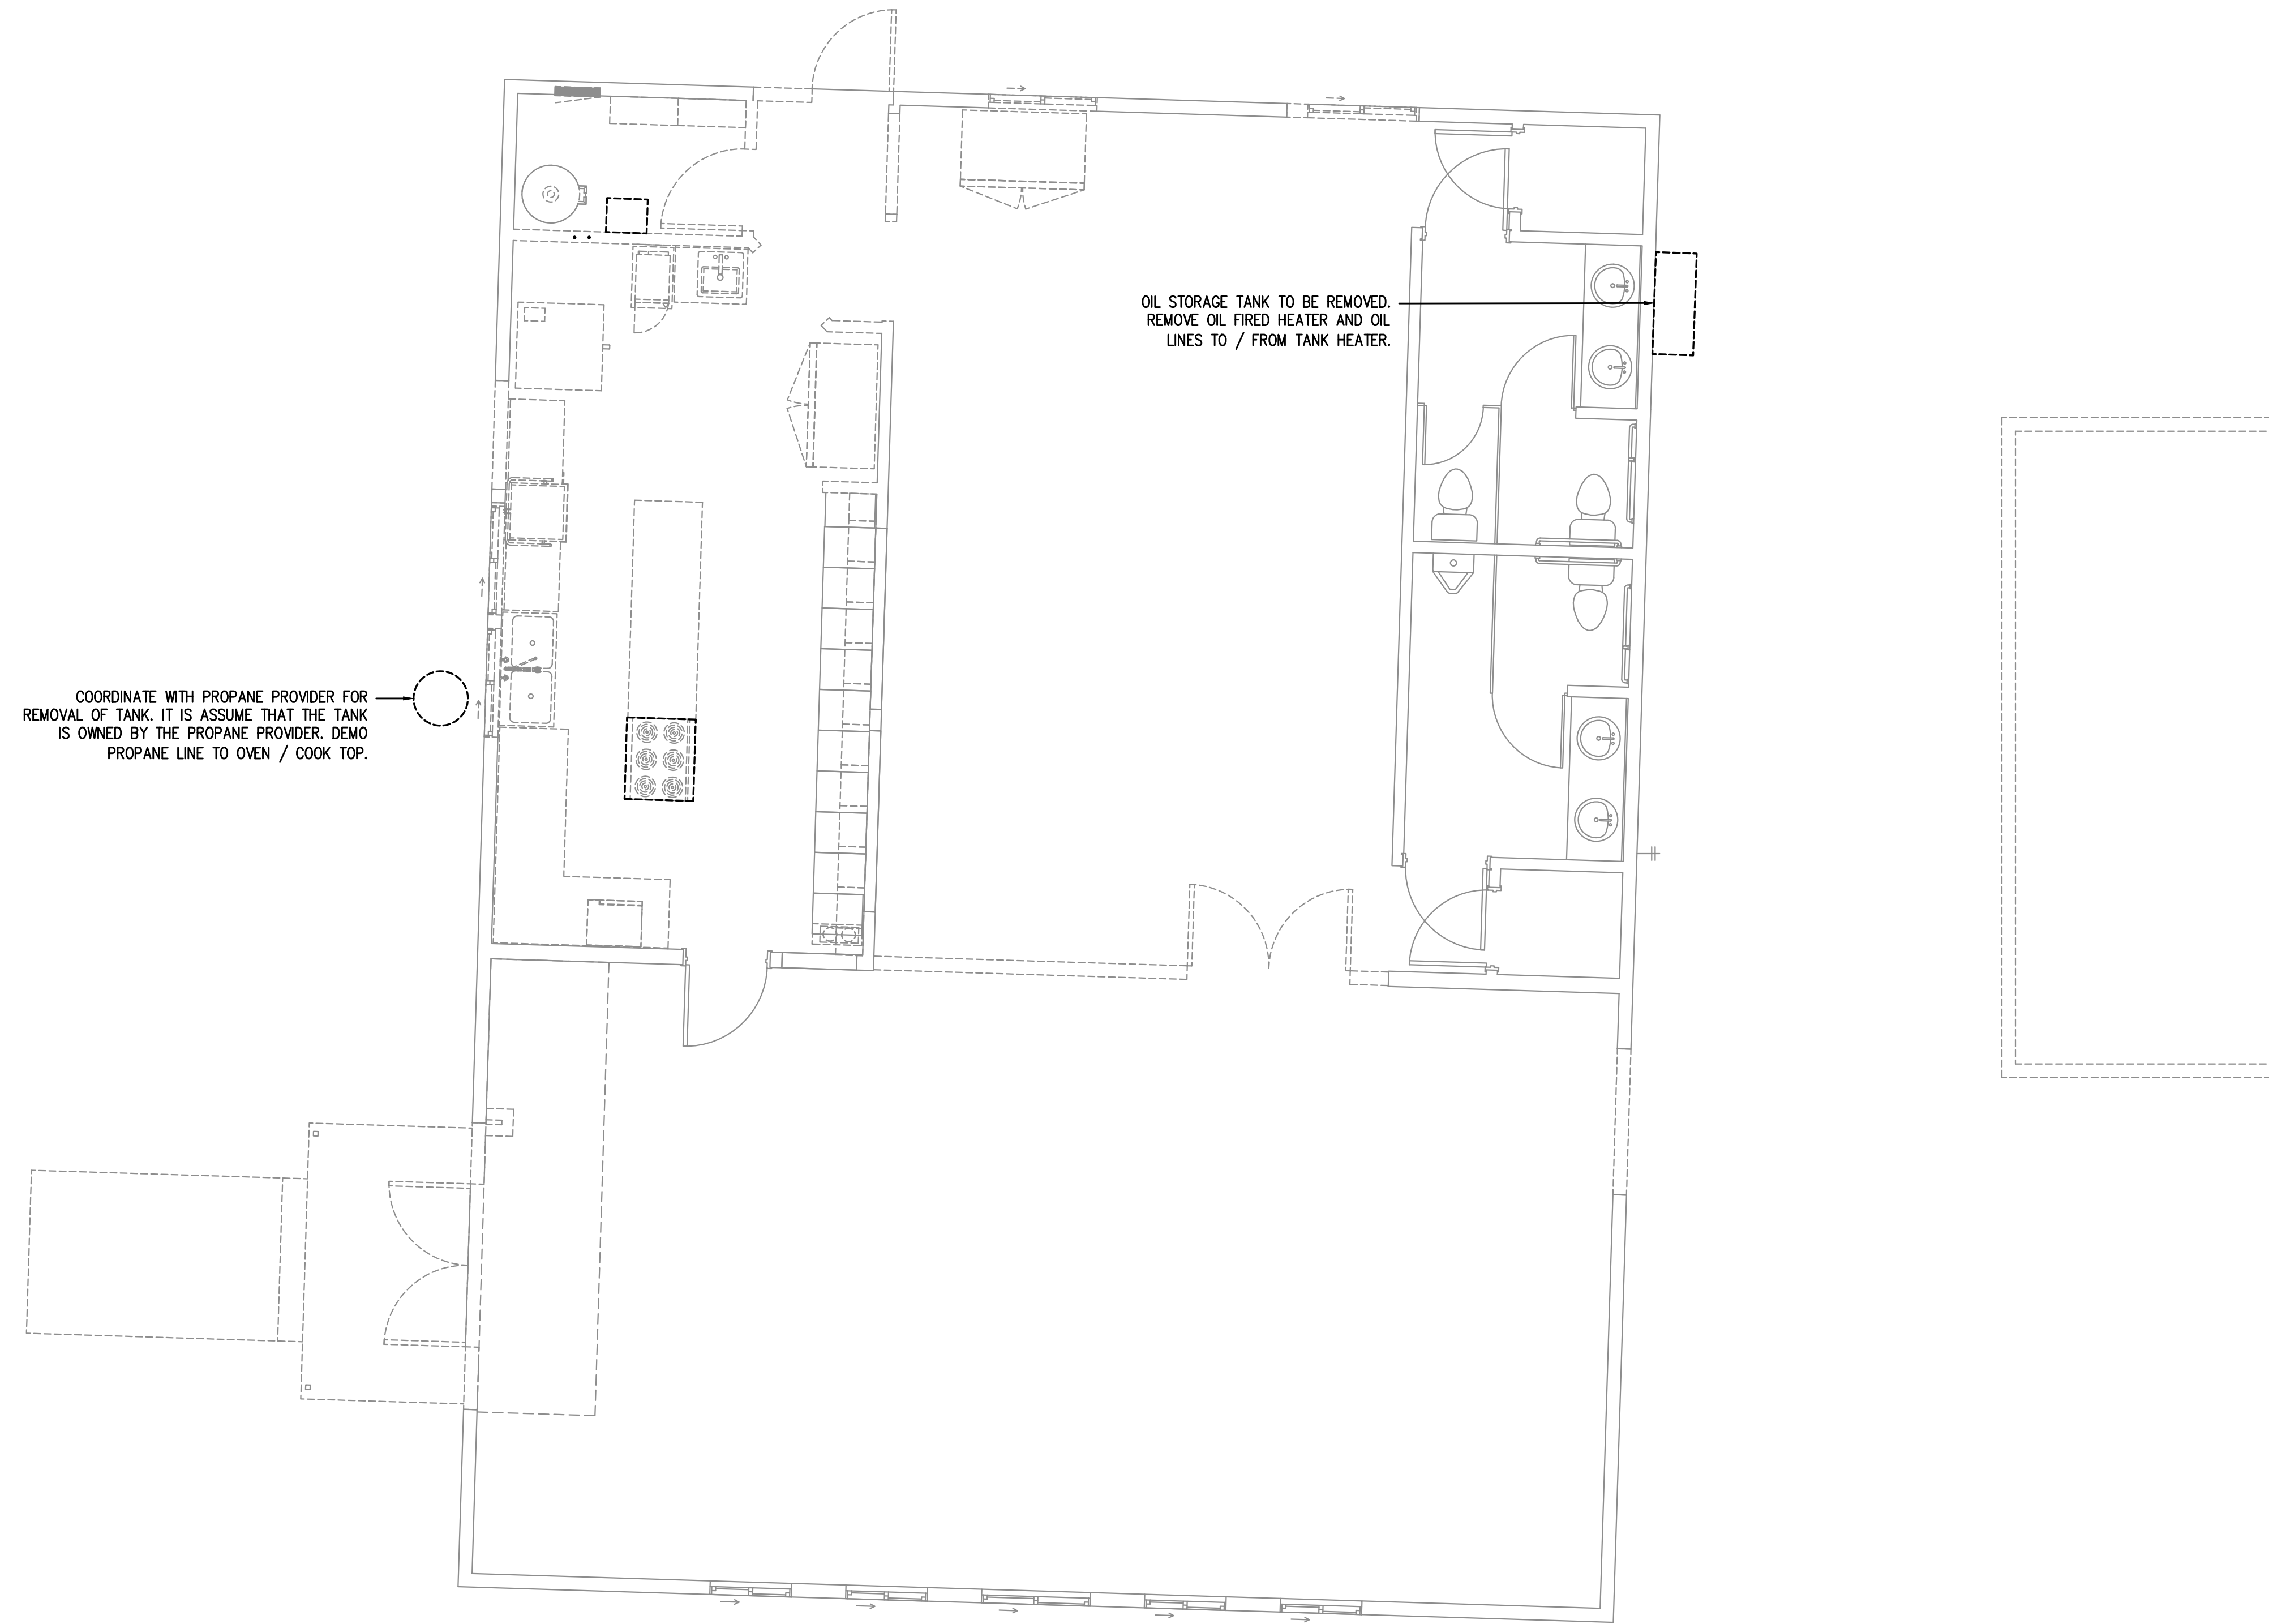 OIL STORAGE TANK TO BE REMOVED.
REMOVE OIL FIRED HEATER AND OIL
LINES TO / FROM TANK HEATER.
COORDINATE WITH PROPANE PROVIDER FOR
REMOVAL OF TANK. IT IS ASSUME THAT THE TANK
IS OWNED BY THE PROPANE PROVIDER. DEMO
PROPANE LINE TO OVEN / COOK TOP.